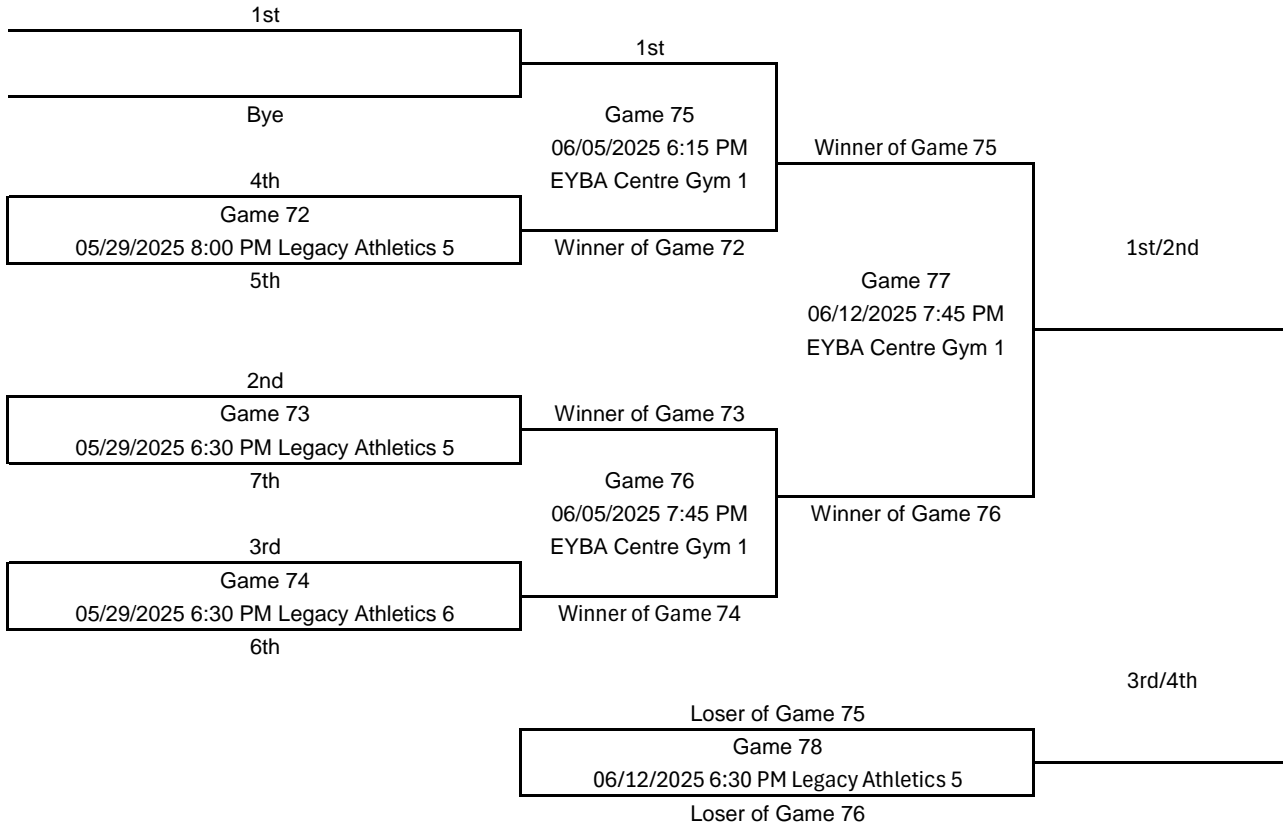 1st
1st
Bye
Game 75
06/05/2025 6:15 PM
EYBA Centre Gym 1
Winner of Game 75
4th
Game 72
05/29/2025 8:00 PM Legacy Athletics 5
5th
Winner of Game 72
1st/2nd
Game 77
06/12/2025 7:45 PM
EYBA Centre Gym 1
2nd
Game 73
05/29/2025 6:30 PM Legacy Athletics 5
7th
Winner of Game 73
Game 76
06/05/2025 7:45 PM
EYBA Centre Gym 1
Winner of Game 76
3rd
Game 74
05/29/2025 6:30 PM Legacy Athletics 6
6th
Winner of Game 74
3rd/4th
Loser of Game 75
Game 78
06/12/2025 6:30 PM Legacy Athletics 5
Loser of Game 76